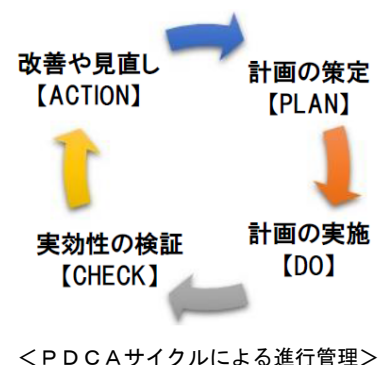 改善や見直し
【ACTION】
計画の策定
【PLAN】
計画の実施
【DO】
実効性の検証
【CHECK】
＜ＰＤＣＡサイクルによる進行管理＞